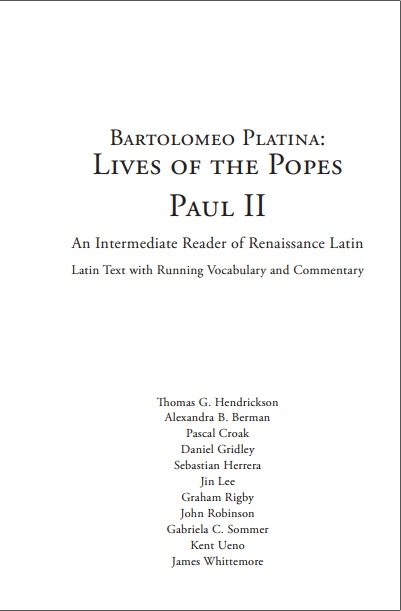 Bartolomeo Platina:
Lives of the Popes
Paul II
An Intermediate Reader of Renaissance Latin
Latin Text with Running Vocabulary and Commentary
Thomas G. Hendrickson
Alexandra B. Berman
Pascal Croak
Daniel Gridley
Sebastian Herrera
Jin Lee
Graham Rigby
John Robinson
Gabriela C. Sommer
Kent Ueno
James Whittemore